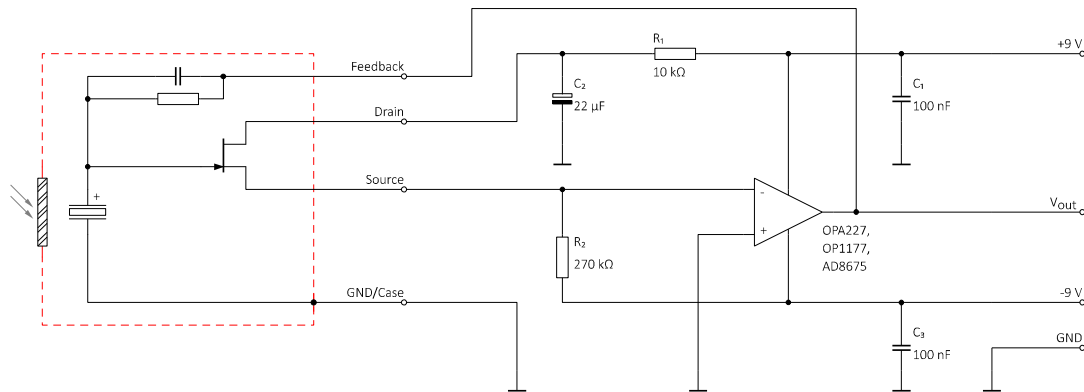 +9 V
R₁
10 kΩ
Feedback
C₂
22 µF
C₁
100 nF
Drain
Source
+
-
+
Vout
OPA227,
OP1177,
AD8675
R₂
270 kΩ
GND/Case
-9 V
C₃
100 nF
GND